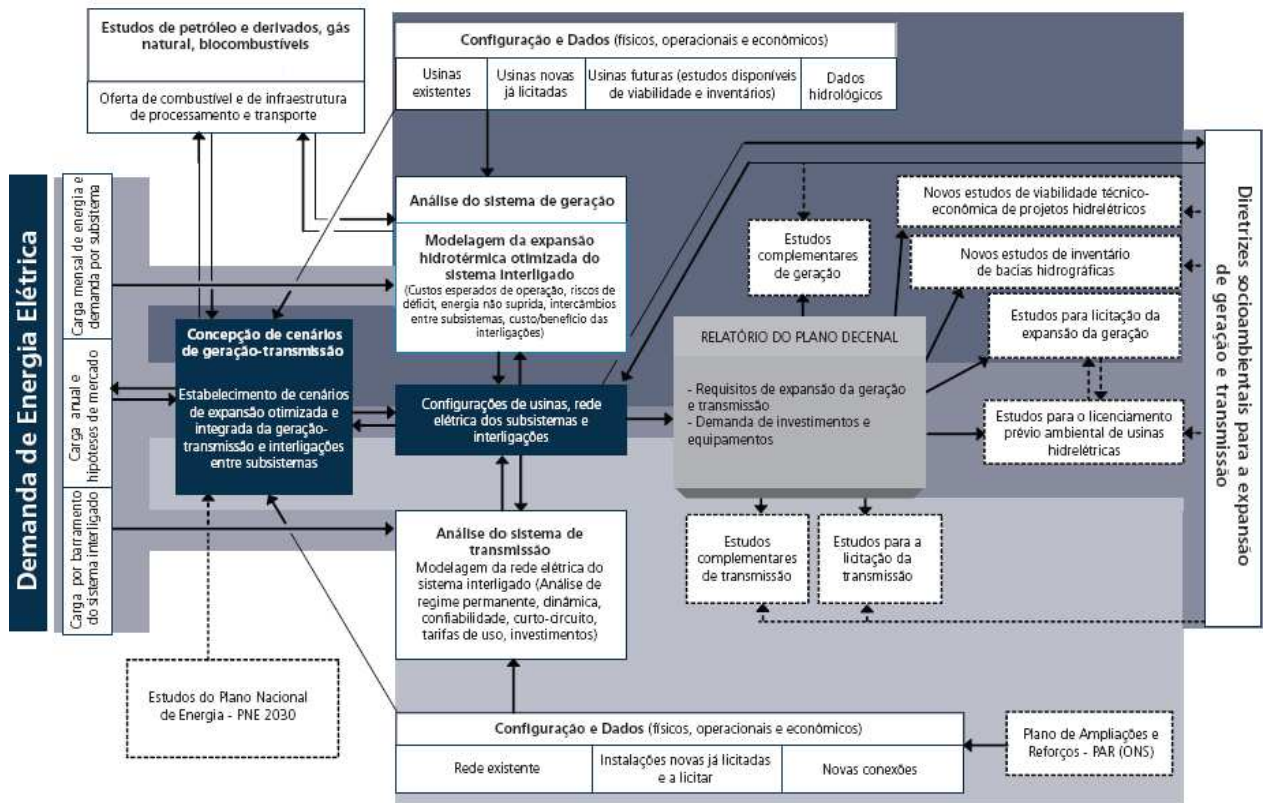 Estudos de petróleo e derivados, gás
natural, biocombustíveis
Oferta de combustível e de infraestrutura
de processamento e transporte
Configuração e Dados (físicos, operacionais e econômicos)
Usinas
existentes
Usinas novas
já licitadas
Usinas futuras (estudos disponíveis
de viabilidade e inventários)
Dados
hidrológicos
Demanda de Energia Elétrica
Carga mensal de energia e
demanda por subsitema
Carga anual e
hipóteses de mercado
Carga por barramento
do sistema interligado
Análise do sistema de geração
Modelagem da expansão
hidrotérmica otimizada do
sistema interligado
(Custos esperados de operação, riscos de
déficit, energia não suprida, intercâmbios
entre subsistemas, custo/benefício das
interligações)
Concepção de cenários
de geração-transmissão
Estabelecimento de cenários
de expansão otimizada e
integrada da geração-
transmissão e interligações
entre subsistemas
Configurações de usinas, rede
elétrica dos subsistemas e
interligações
Análise do sistema de
transmissão
Modelagem da rede elétrica do
sistema interligado (Análise de
regime permanente, dinâmica,
confiabilidade, curto-circuito,
tarifas de uso, investimentos)
Estudos do Plano Nacional
de Energia - PNE 2030
Configuração e Dados (físicos, operacionais e econômicos)
Rede existente
Instalações novas já licitadas
e a licitar
Novas conexões
Plano de Ampliações e
Reforços - PAR (ONS)
Estudos
complementares
de geração
RELATÓRIO DO PLANO DECENAL
- Requisitos de expansão da geração
e transmissão
- Demanda de investimentos e
equipamentos
Estudos
complementares
de transmissão
Estudos para a
licitação da
transmissão
Novos estudos de viabilidade técnico-
econômica de projetos hidrelétricos
Novos estudos de inventário
de bacias hidrográficas
Estudos para licitação da
expansão da geração
Estudos para o licenciamento
prévio ambiental de usinas
hidrelétricas
Diretrizes socioambientais para a expansão
de geração e transmissão